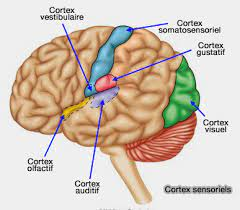 Cortex
vestibulaire
Cortex
somatosensoriel
Cortex
gustatif
Cortex
visuel
Cortex
olfactif
Cortex
auditif
Cortex sensoriels